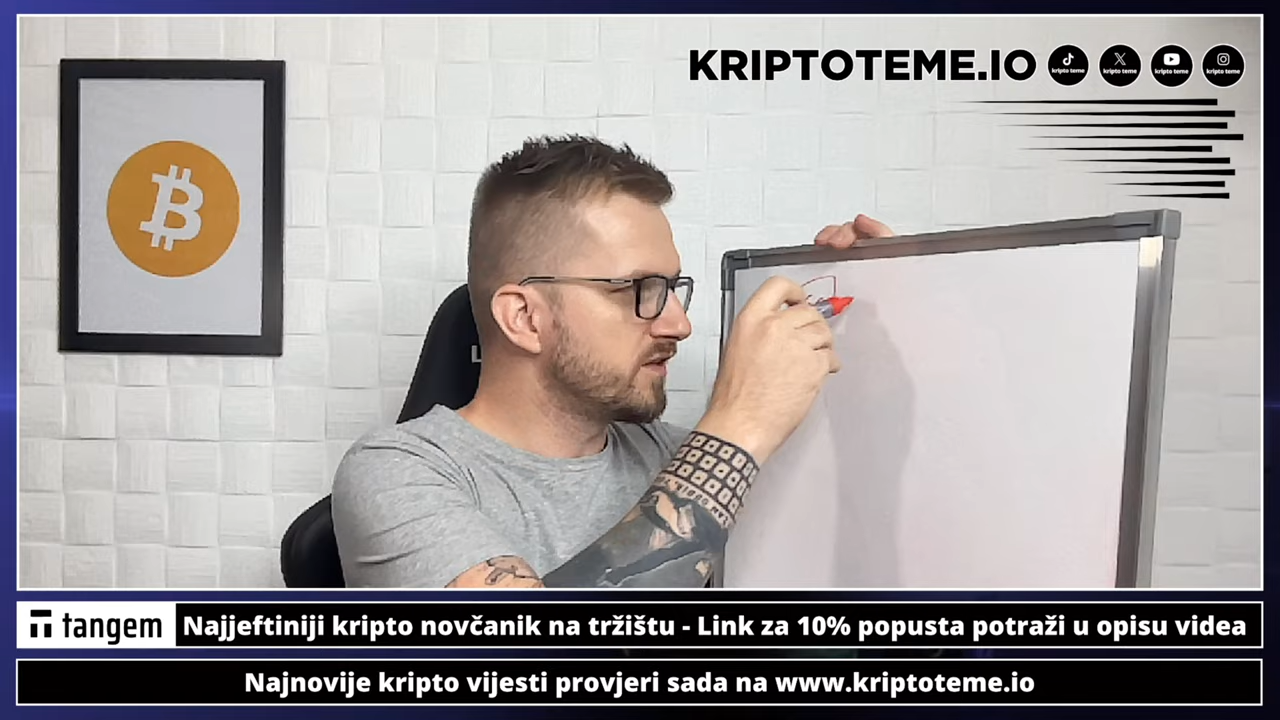 KRIPTOTEME.IO
kripto teme
kripto teme
kripto teme
kripto teme
tangem
Najjeftiniji kripto novčanik na tržištu - Link za 10% popusta potraži u opisu videa
Najnovije kripto vijesti provjeri sada na www.kriptoteme.io